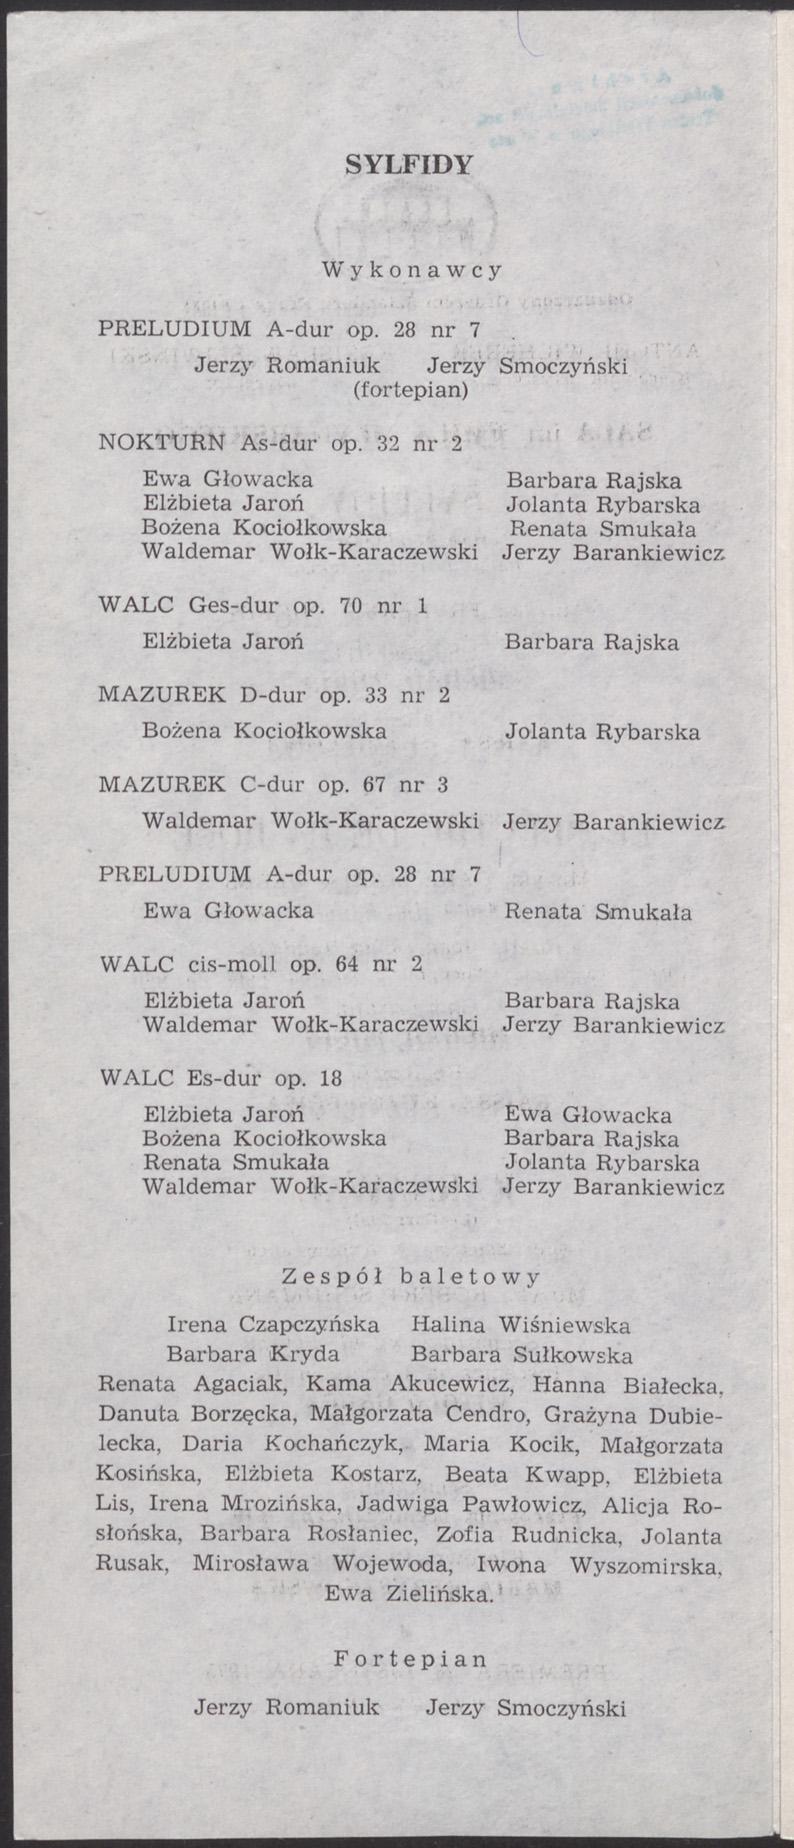 SYLFIDY
Wykonawcy
PRELUDIUM A-dur op. 28 nr 7
Jerzy Romaniuk Jerzy Smoczyński
(fortepian)
NOKTURN As-dur op. 32 nr 2
Ewa Głowacka Barbara Rajska
Elżbieta Jaroń Jolanta Rybarska
Bożena Kociołkowska Renata Smukała
Waldemar Wołk-Karaczewski Jerzy Barankiewicz
WALC Ges-dur op. 70 nr 1
Elżbieta Jaroń Barbara Rajska
MAZUREK D-dur op. 33 nr 2
Bożena Kociołkowska Jolanta Rybarska
MAZUREK C-dur op. 67 nr 3
Waldemar Wołk-Karaczewski Jerzy Barankiewicz
PRELUDIUM A-dur op. 28 nr 7
Ewa Głowacka Renata Smukała
WALC cis-moll op. 64 nr 2
Elżbieta Jaroń Barbara Rajska
Waldemar Wołk-Karaczewski Jerzy Barankiewicz
WALC Es-dur op. 18
Elżbieta Jaroń Ewa Głowacka
Bożena Kociołkowska Barbara Rajska
Renata Smukała Jolanta Rybarska
Waldemar Wołk-Karaczewski Jerzy Barankiewicz
Zespół baletowy
Irena Czapczyńska Halina Wiśniewska
Barbara Kryda Barbara Sułkowska
Renata Agaciak, Kama Akucewicz, Hanna Białecka,
Danuta Borzęcka, Małgorzata Cendro, Grażyna Dubie-
lecka, Daria Kochańczyk, Maria Kocik, Małgorzata
Kosińska, Elżbieta Kostarz, Beata Kwapp, Elżbieta
Lis, Irena Mrozińska, Jadwiga Pawłowicz, Alicja Ro-
słońska, Barbara Rosłaniec, Zofia Rudnicka, Jolanta
Rusak, Mirosława Wojewoda, Iwona Wyszomirska,
Ewa Zielińska.
Fortepian
Jerzy Romaniuk Jerzy Smoczyński